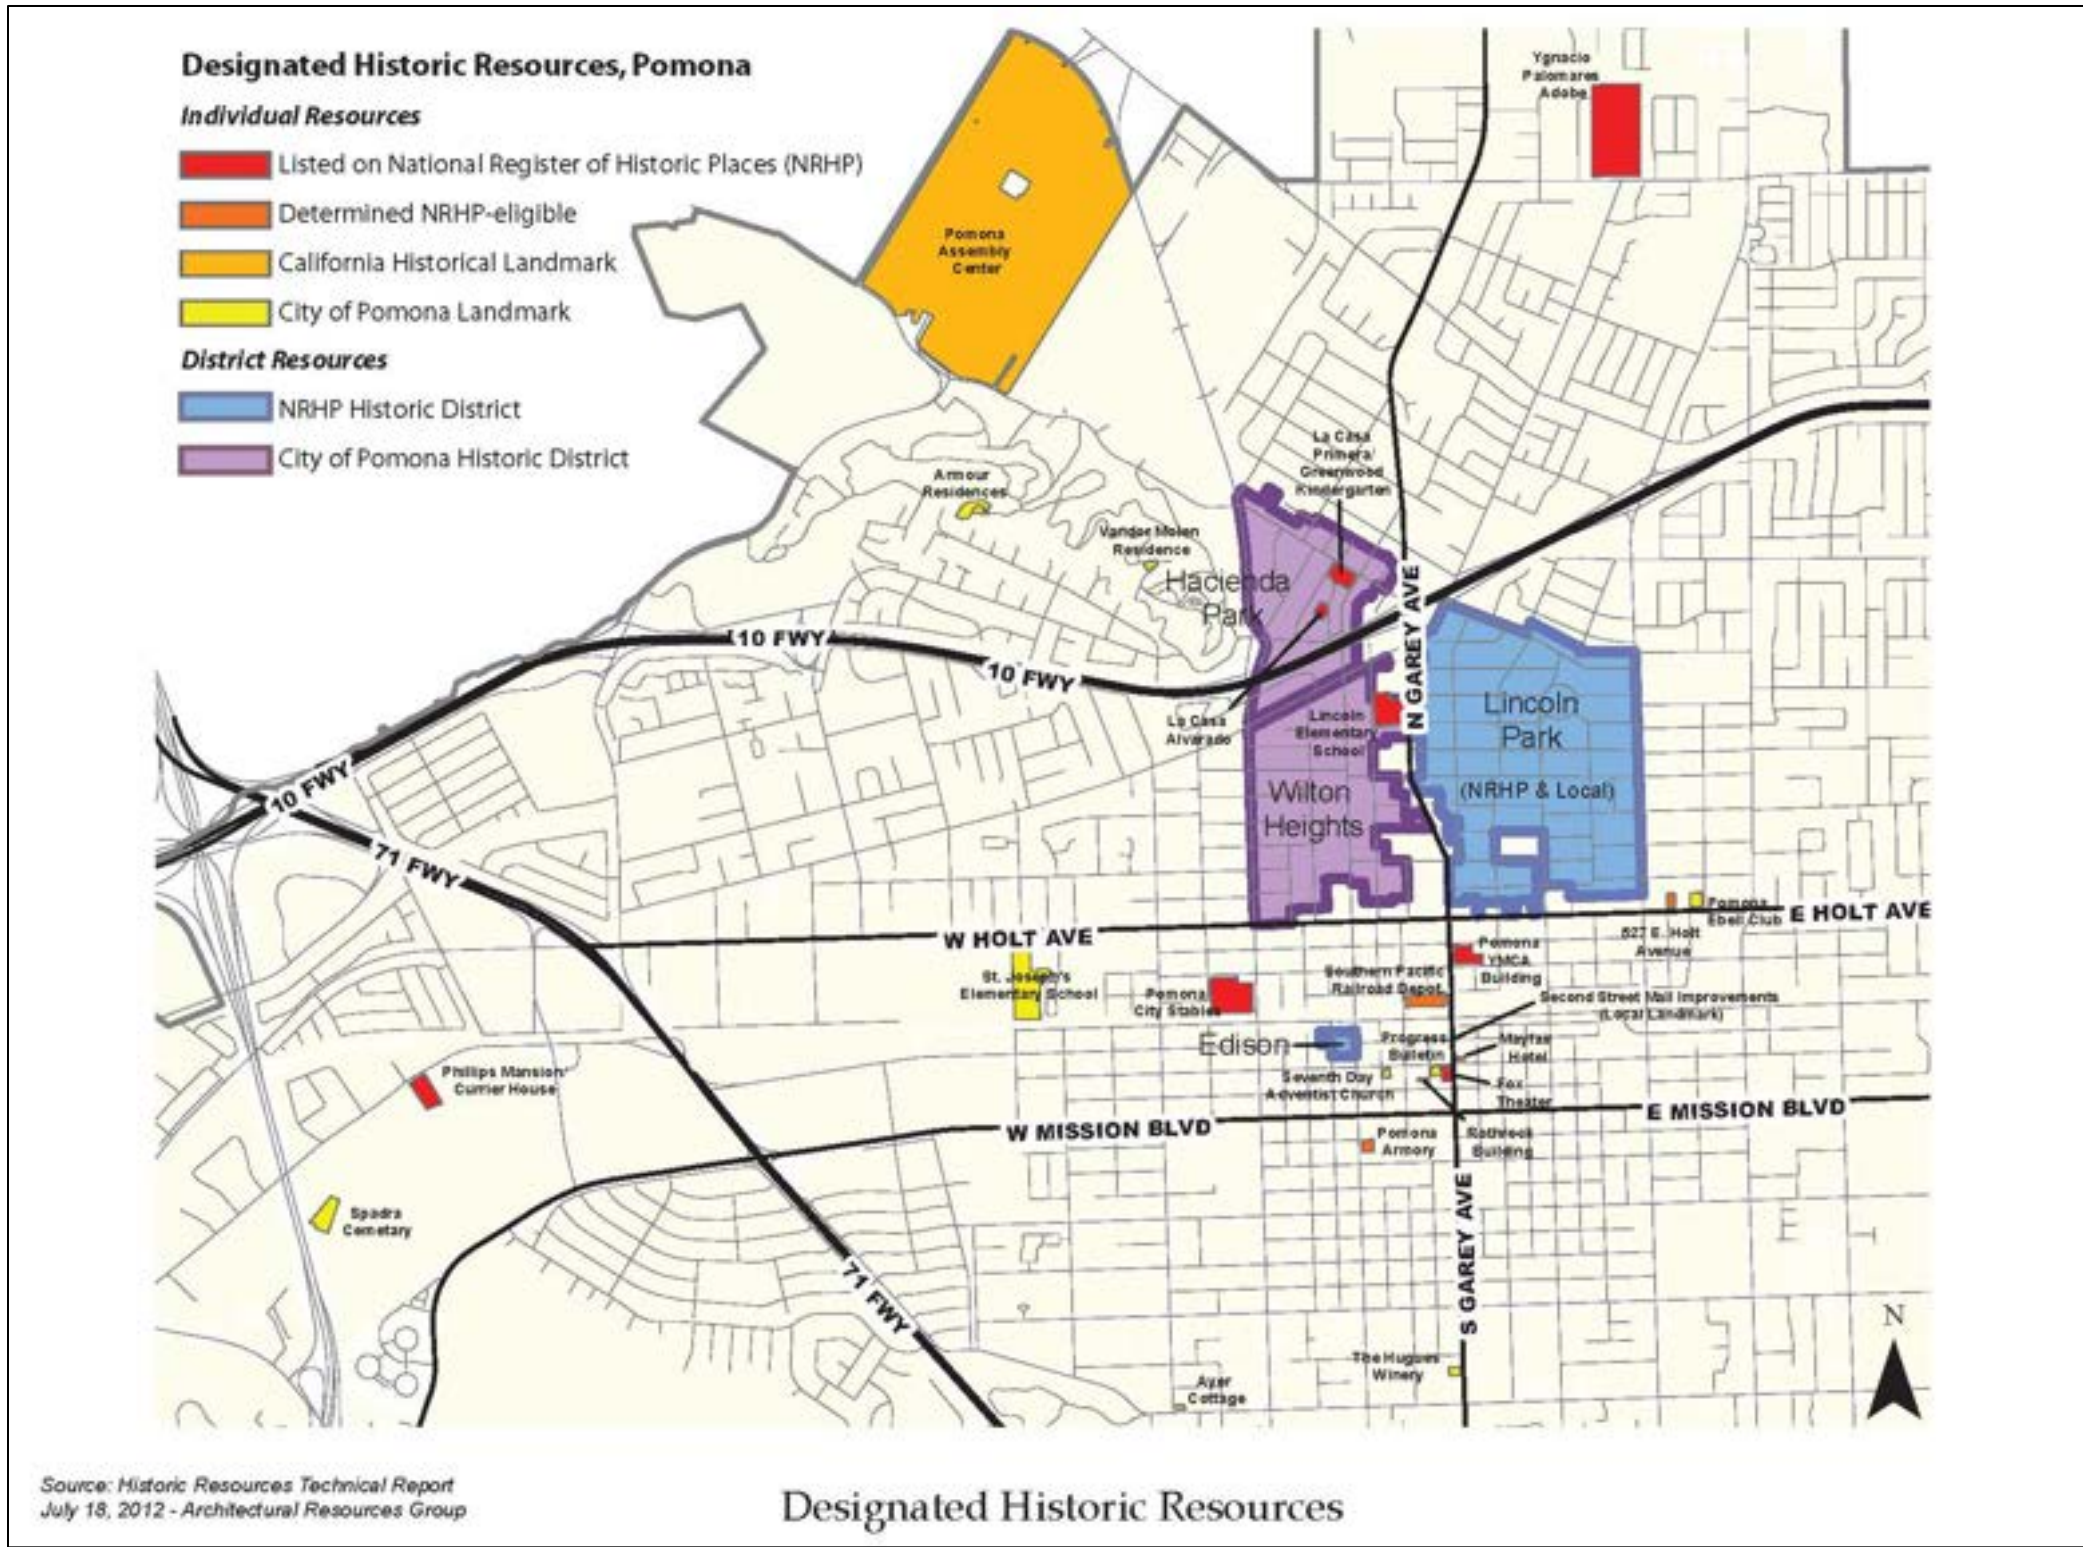 Designated Historic Resources, Pomona
Individual Resources
Listed on National Register of Historic Places (NRHP)
Determined NRHP-eligible
California Historical Landmark
City of Pomona Landmark
District Resources
NRHP Historic District
City of Pomona Historic District
Ygnacio
Palomares
Adobe
Pomona
Assembly
Center
La Casa
Primera/
Greenwood
Kindergarten
Armour
Residences
Vander Molen
Residence
Hacienda
Park
N GAREY AVE
10 FWY
10 FWY
10 FWY
La Casa
Alvarado
Lincoln
Elementary
School
Lincoln
Park
(NRHP & Local)
Wilton
Heights
71 FWY
W HOLT AVE
E HOLT AVE
Pomona
Ebell Club
527 E. Holt
Avenue
St. Joseph's
Elementary School
Pomona
City Stables
Southern Pacific
Railroad Depot
Pomona
YMCA
Building
Second Street Mall Improvements
(Local Landmark)
Edison
Progress
Bulletin
Mayfair
Hotel
Seventh Day
Adventist Church
Fox
Theater
Phillips Mansion/
Currier House
W MISSION BLVD
E MISSION BLVD
Pomona
Armory
Rothrock
Building
Spadra
Cemetary
71 FWY
S GAREY AVE
The Hugues
Winery
Ayer
Cottage
N
Source: Historic Resources Technical Report
July 18, 2012 - Architectural Resources Group
Designated Historic Resources